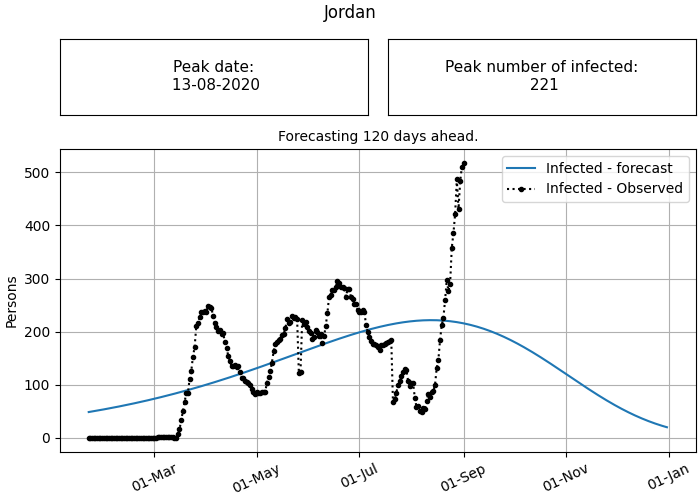 Jordan
Peak date:
13-08-2020
Peak number of infected:
221
Forecasting 120 days ahead.
Infected - forecast
Infected - Observed
Persons
500
400
300
200
100
0
01-Mar
01-May
01-Jul
01-Sep
01-Nov
01-Jan